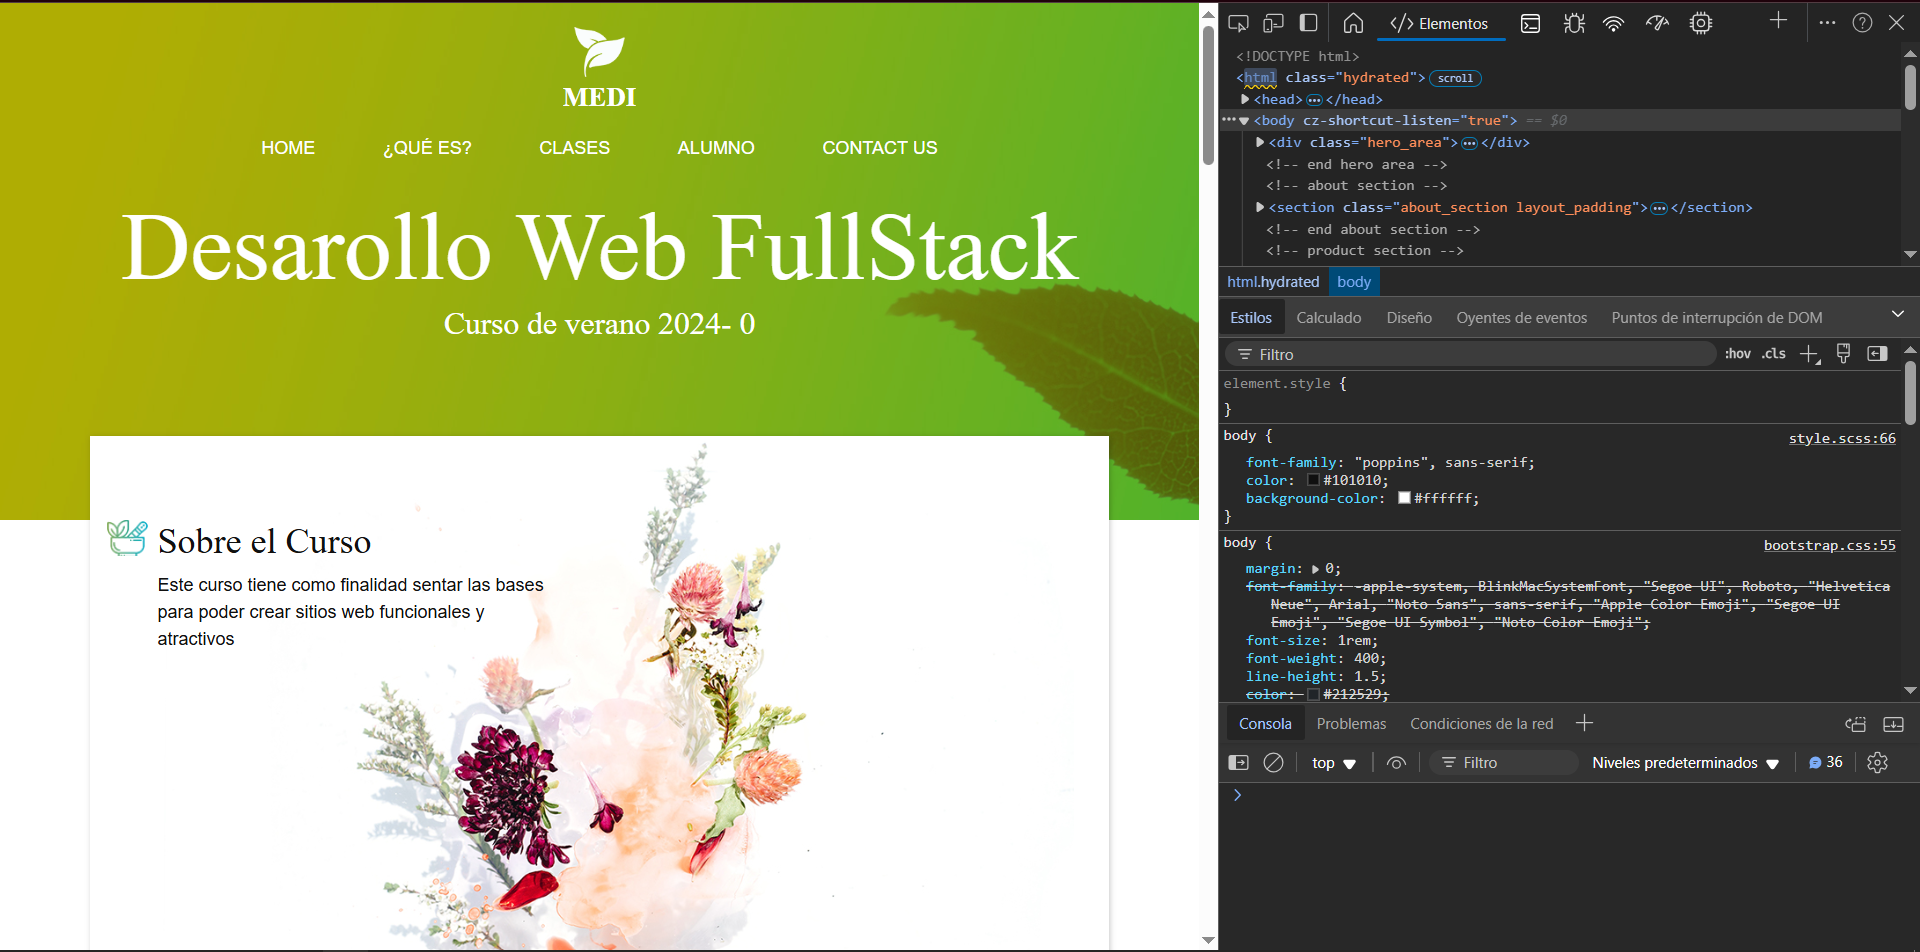 MEDI
HOME ¿QUÉ ES? CLASES ALUMNO CONTACT US
Desarollo Web FullStack
Curso de verano 2024- 0
Sobre el Curso
Este curso tiene como finalidad sentar las bases
para poder crear sitios web funcionales y
atractivos
</> Elementos
<!DOCTYPE html>
<html class="hydrated"> scroll
<head> ••• </head>
••• <body cz-shortcut-listen="true"> == $0
<div class="hero_area"> ••• </div>
<!-- end hero area -->
<!-- about section -->
<section class="about_section layout_padding"> ••• </section>
<!-- end about section -->
<!-- product section -->
html.hydrated body
Estilos Calculado Diseño Oyentes de eventos Puntos de interrupción de DOM
Filtro :hov .cls
element.style {
}
body { style.scss:66
font-family: "poppins", sans-serif;
color: #101010;
background-color: #ffffff;
}
body { bootstrap.css:55
margin: 0;
font-family: -apple-system, BlinkMacSystemFont, "Segoe UI", Roboto, "Helvetica
Neue", Arial, "Noto Sans", sans-serif, "Apple Color Emoji", "Segoe UI
Emoji", "Segoe UI Symbol", "Noto Color Emoji";
font-size: 1rem;
font-weight: 400;
line-height: 1.5;
color: #212529;
Consola Problemas Condiciones de la red
top Filtro Niveles predeterminados 36